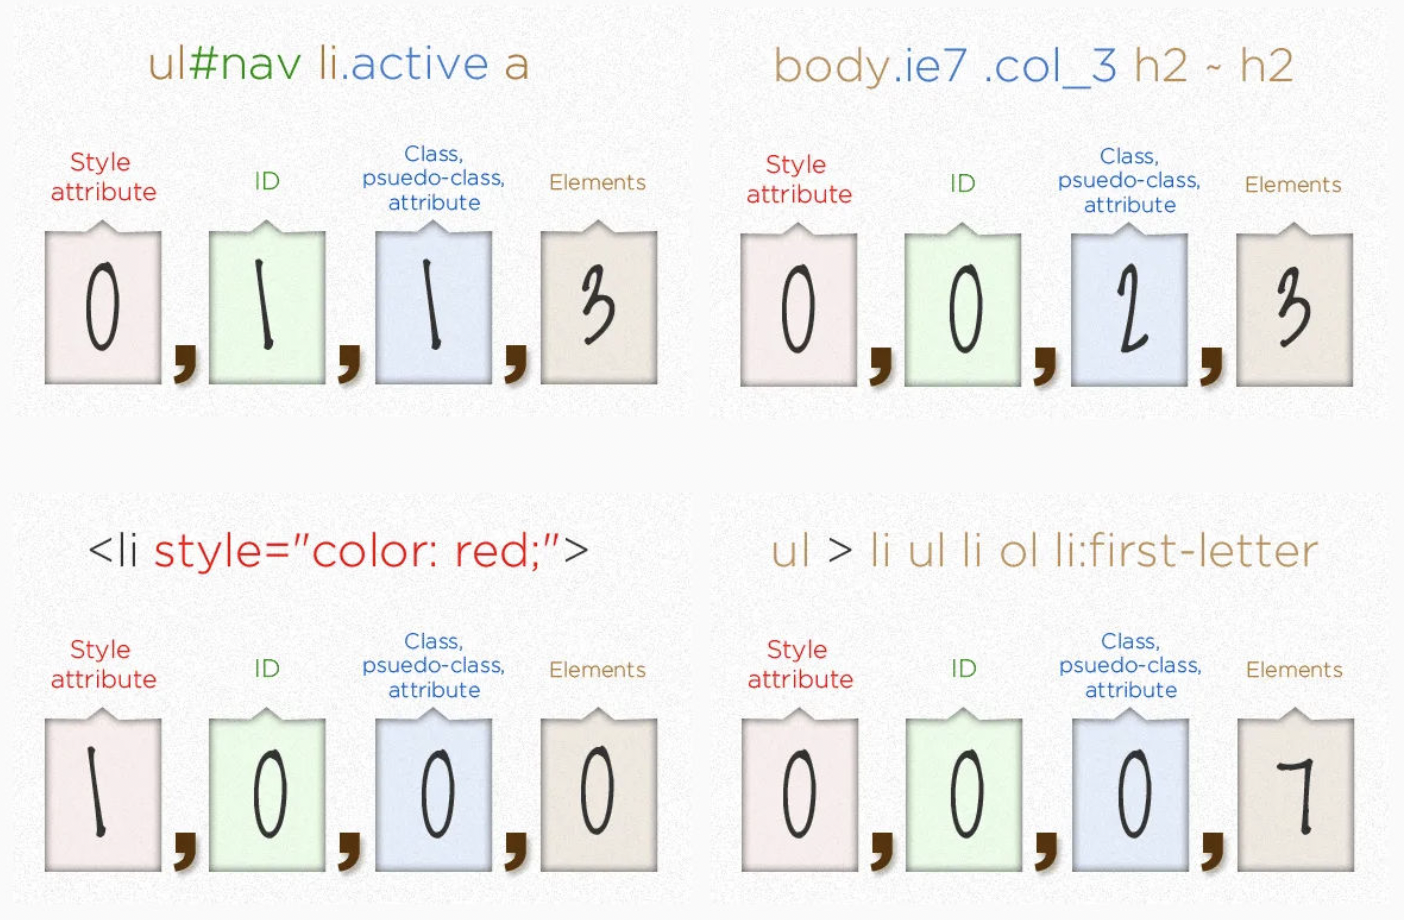 ul#nav li.active a
Style
attribute
ID
Class,
psuedo-class,
attribute
Elements
0 , 1 , 1 , 3
body.ie7 .col_3 h2 ~ h2
Style
attribute
ID
Class,
psuedo-class,
attribute
Elements
0 , 0 , 2 , 3
<li style="color: red;">
Style
attribute
ID
Class,
psuedo-class,
attribute
Elements
1 , 0 , 0 , 0
ul > li ul li ol li:first-letter
Style
attribute
ID
Class,
psuedo-class,
attribute
Elements
0 , 0 , 0 , 7